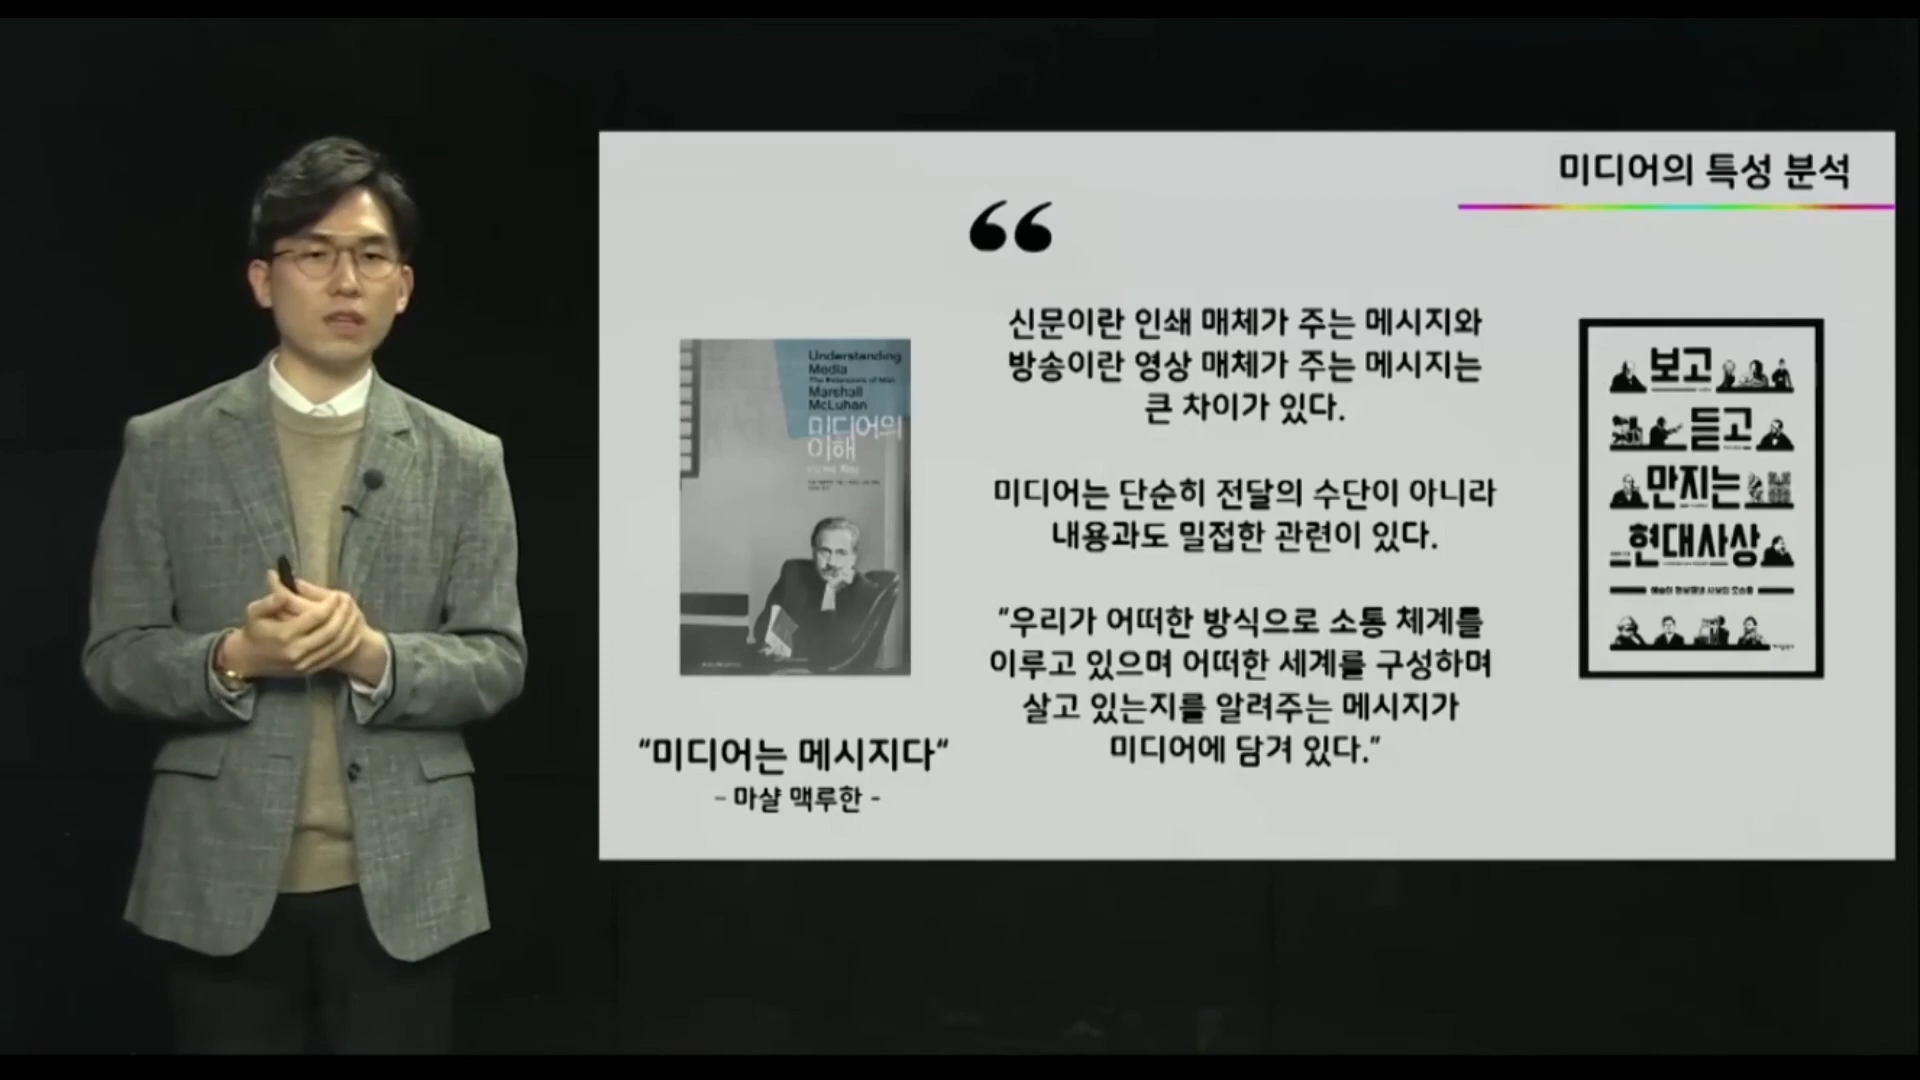 미디어의 특성 분석
“
신문이란 인쇄 매체가 주는 메시지와
방송이란 영상 매체가 주는 메시지는
큰 차이가 있다.
미디어는 단순히 전달의 수단이 아니라
내용과도 밀접한 관련이 있다.
“우리가 어떠한 방식으로 소통 체계를
이루고 있으며 어떠한 세계를 구성하며
살고 있는지를 알려주는 메시지가
미디어에 담겨 있다.”
Understanding
Media
The Extensions of Man
Marshall
McLuhan
미디어의
이해
“미디어는 메시지다“
- 마샬 맥루한 -
보고
듣고
만지는
현대사상